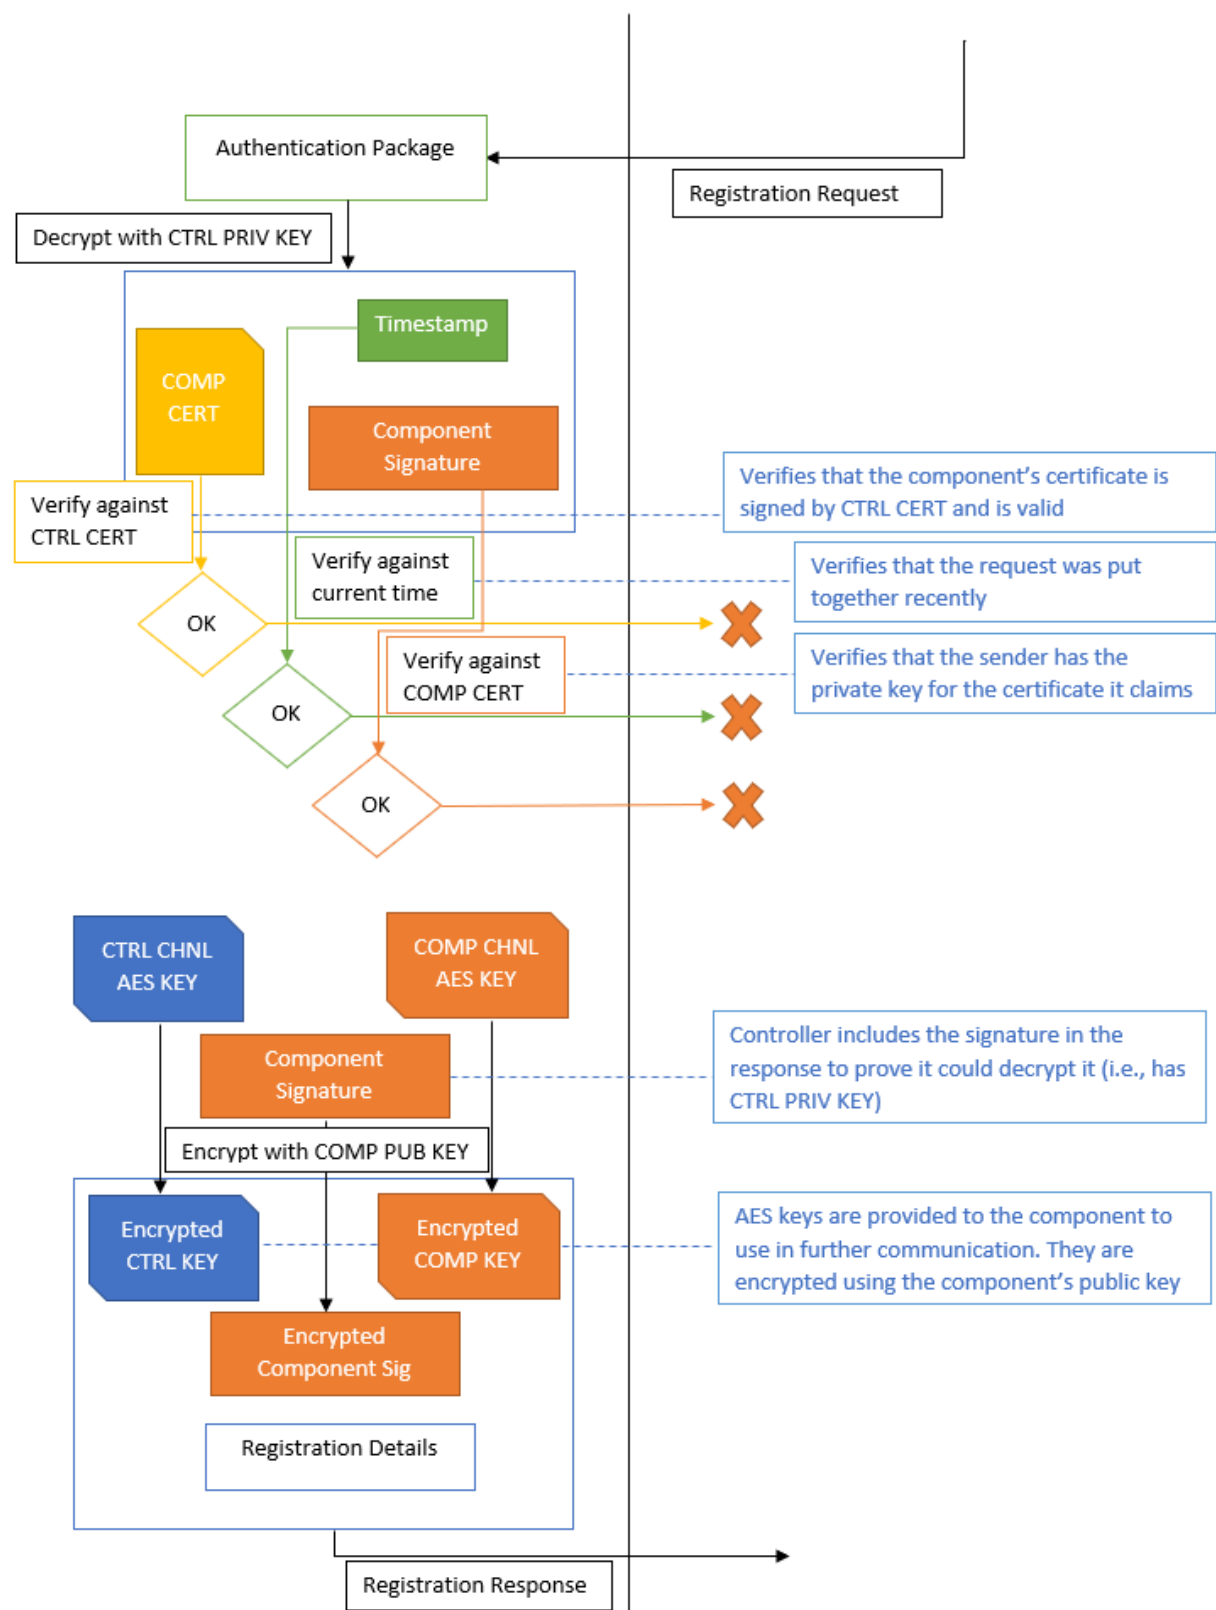 Authentication Package
Registration Request
Decrypt with CTRL PRIV KEY
Timestamp
COMP
CERT
Component
Signature
Verify against
CTRL CERT
Verifies that the component’s certificate is
signed by CTRL CERT and is valid
Verify against
current time
Verifies that the request was put
together recently
OK
Verify against
COMP CERT
Verifies that the sender has the
private key for the certificate it claims
OK
OK
CTRL CHNL
AES KEY
COMP CHNL
AES KEY
Component
Signature
Controller includes the signature in the
response to prove it could decrypt it (i.e., has
CTRL PRIV KEY)
Encrypt with COMP PUB KEY
Encrypted
CTRL KEY
Encrypted
COMP KEY
AES keys are provided to the component to
use in further communication. They are
encrypted using the component’s public key
Encrypted
Component Sig
Registration Details
Registration Response